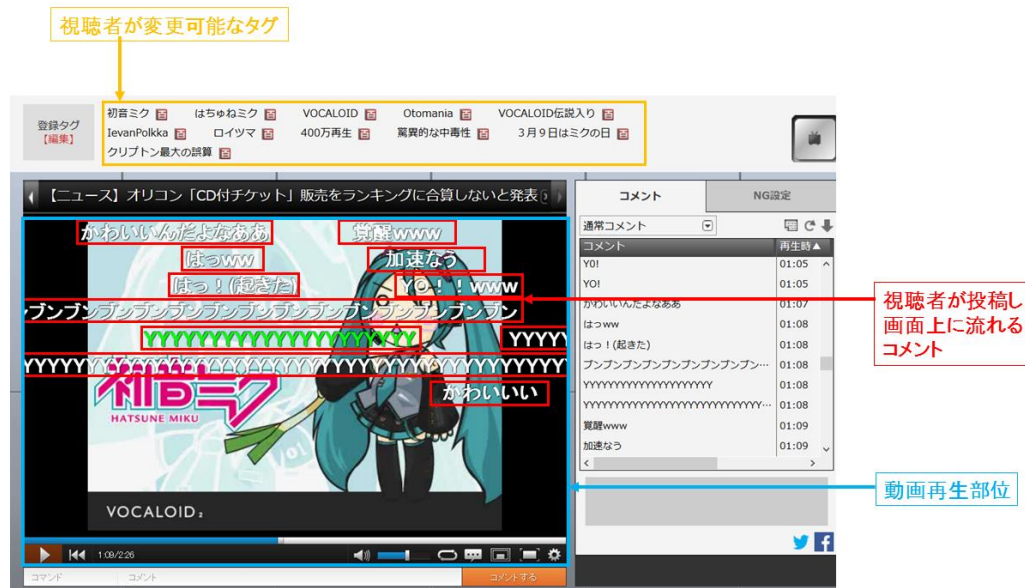 視聴者が変更可能なタグ
登録タグ
【編集】
初音ミク はちゅねミク VOCALOID Otomania VOCALOID伝説入り
IevanPolkka ロイツマ 400万再生 驚異的な中毒性 3月9日はミクの日
クリプトン最大の誤算
【ニュース】オリコン「CD付チケット」販売をランキングに合算しないと発表
かわいいんだよなああ 覚醒www
はっww 加速なう
はっ！(起きた) YO！！www
ブンブンブンブンブンブンブンブンブンブンブン
YYYYYYYYYYYYYYYYYYYY YYYYY
かわいいい
初音ミク
HATSUNE MIKU
VOCALOID2
1:09/2:26
コマンド コメント コメントする
コメント NG設定
通常コメント
コメント 再生時▲
Y0! 01:05
YO! 01:05
かわいいんだよなああ 01:07
はっww 01:08
はっ！(起きた) 01:08
ブンブンブンブンブンブンブンブンブンブン… 01:08
YYYYYYYYYYYYYYYYYYYY 01:08
YYYYYYYYYYYYYYYYYYYYYYYYYYY… 01:08
覚醒www 01:09
加速なう 01:09
視聴者が投稿し
画面上に流れる
コメント
動画再生部位